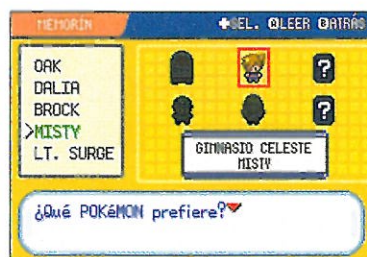 MEMORÍN
✚SEL. ⒶLEER ⒷATRÁS
OAK
DALIA
BROCK
>MISTY
LT. SURGE
?
?
GIMNASIO CELESTE
MISTY
¿Qué POKéMON prefiere?